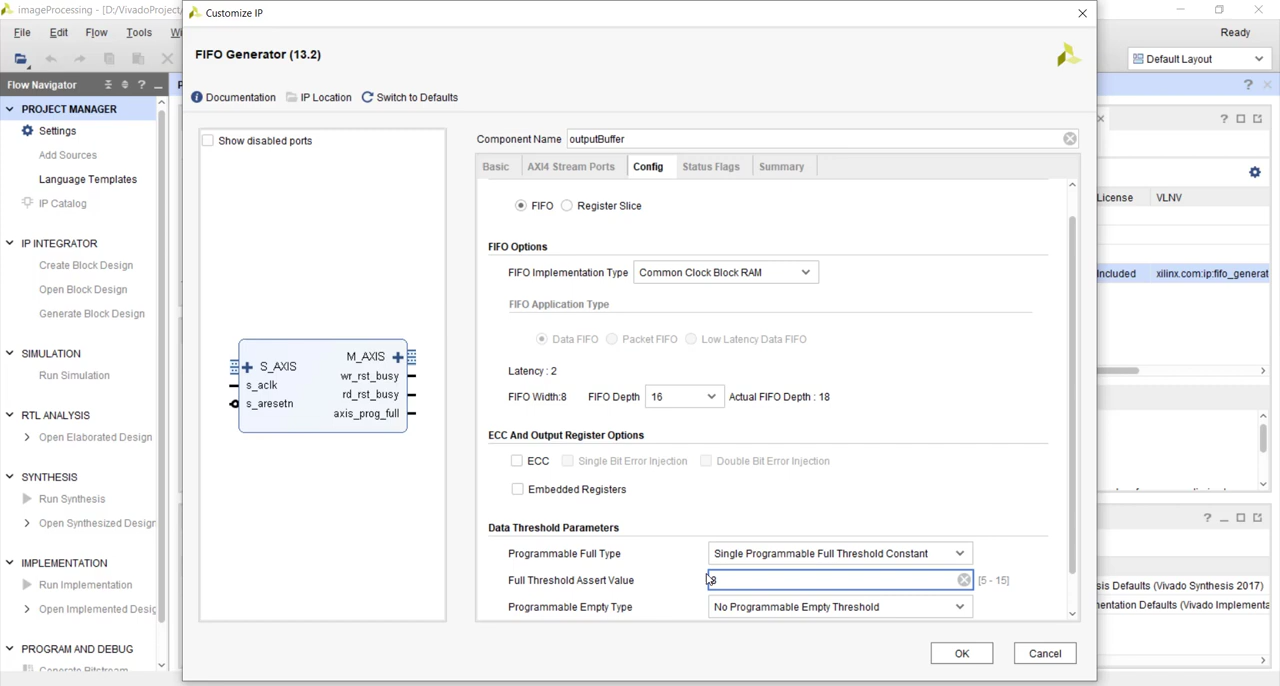 imageProcessing - [D:/VivadoProject
Customize IP
File Edit Flow Tools
Ready
FIFO Generator (13.2)
Default Layout
Flow Navigator
Documentation IP Location Switch to Defaults
PROJECT MANAGER
Settings
Add Sources
Language Templates
IP Catalog
IP INTEGRATOR
Create Block Design
Open Block Design
Generate Block Design
SIMULATION
Run Simulation
RTL ANALYSIS
Open Elaborated Design
SYNTHESIS
Run Synthesis
Open Synthesized Design
IMPLEMENTATION
Run Implementation
Open Implemented Desig
PROGRAM AND DEBUG
Generate Bitstream
Show disabled ports
S_AXIS
s_aclk
s_aresetn
M_AXIS
wr_rst_busy
rd_rst_busy
axis_prog_full
Component Name outputBuffer
Basic AXI4 Stream Ports Config Status Flags Summary
FIFO Register Slice
FIFO Options
FIFO Implementation Type Common Clock Block RAM
FIFO Application Type
Data FIFO Packet FIFO Low Latency Data FIFO
Latency : 2
FIFO Width:8 FIFO Depth 16 Actual FIFO Depth : 18
ECC And Output Register Options
ECC Single Bit Error Injection Double Bit Error Injection
Embedded Registers
Data Threshold Parameters
Programmable Full Type Single Programmable Full Threshold Constant
Full Threshold Assert Value 8 [5 - 15]
Programmable Empty Type No Programmable Empty Threshold
OK Cancel
License VLNV
Included xilinx.com:ip:fifo_generat
sis Defaults (Vivado Synthesis 2017)
nentation Defaults (Vivado Implementa